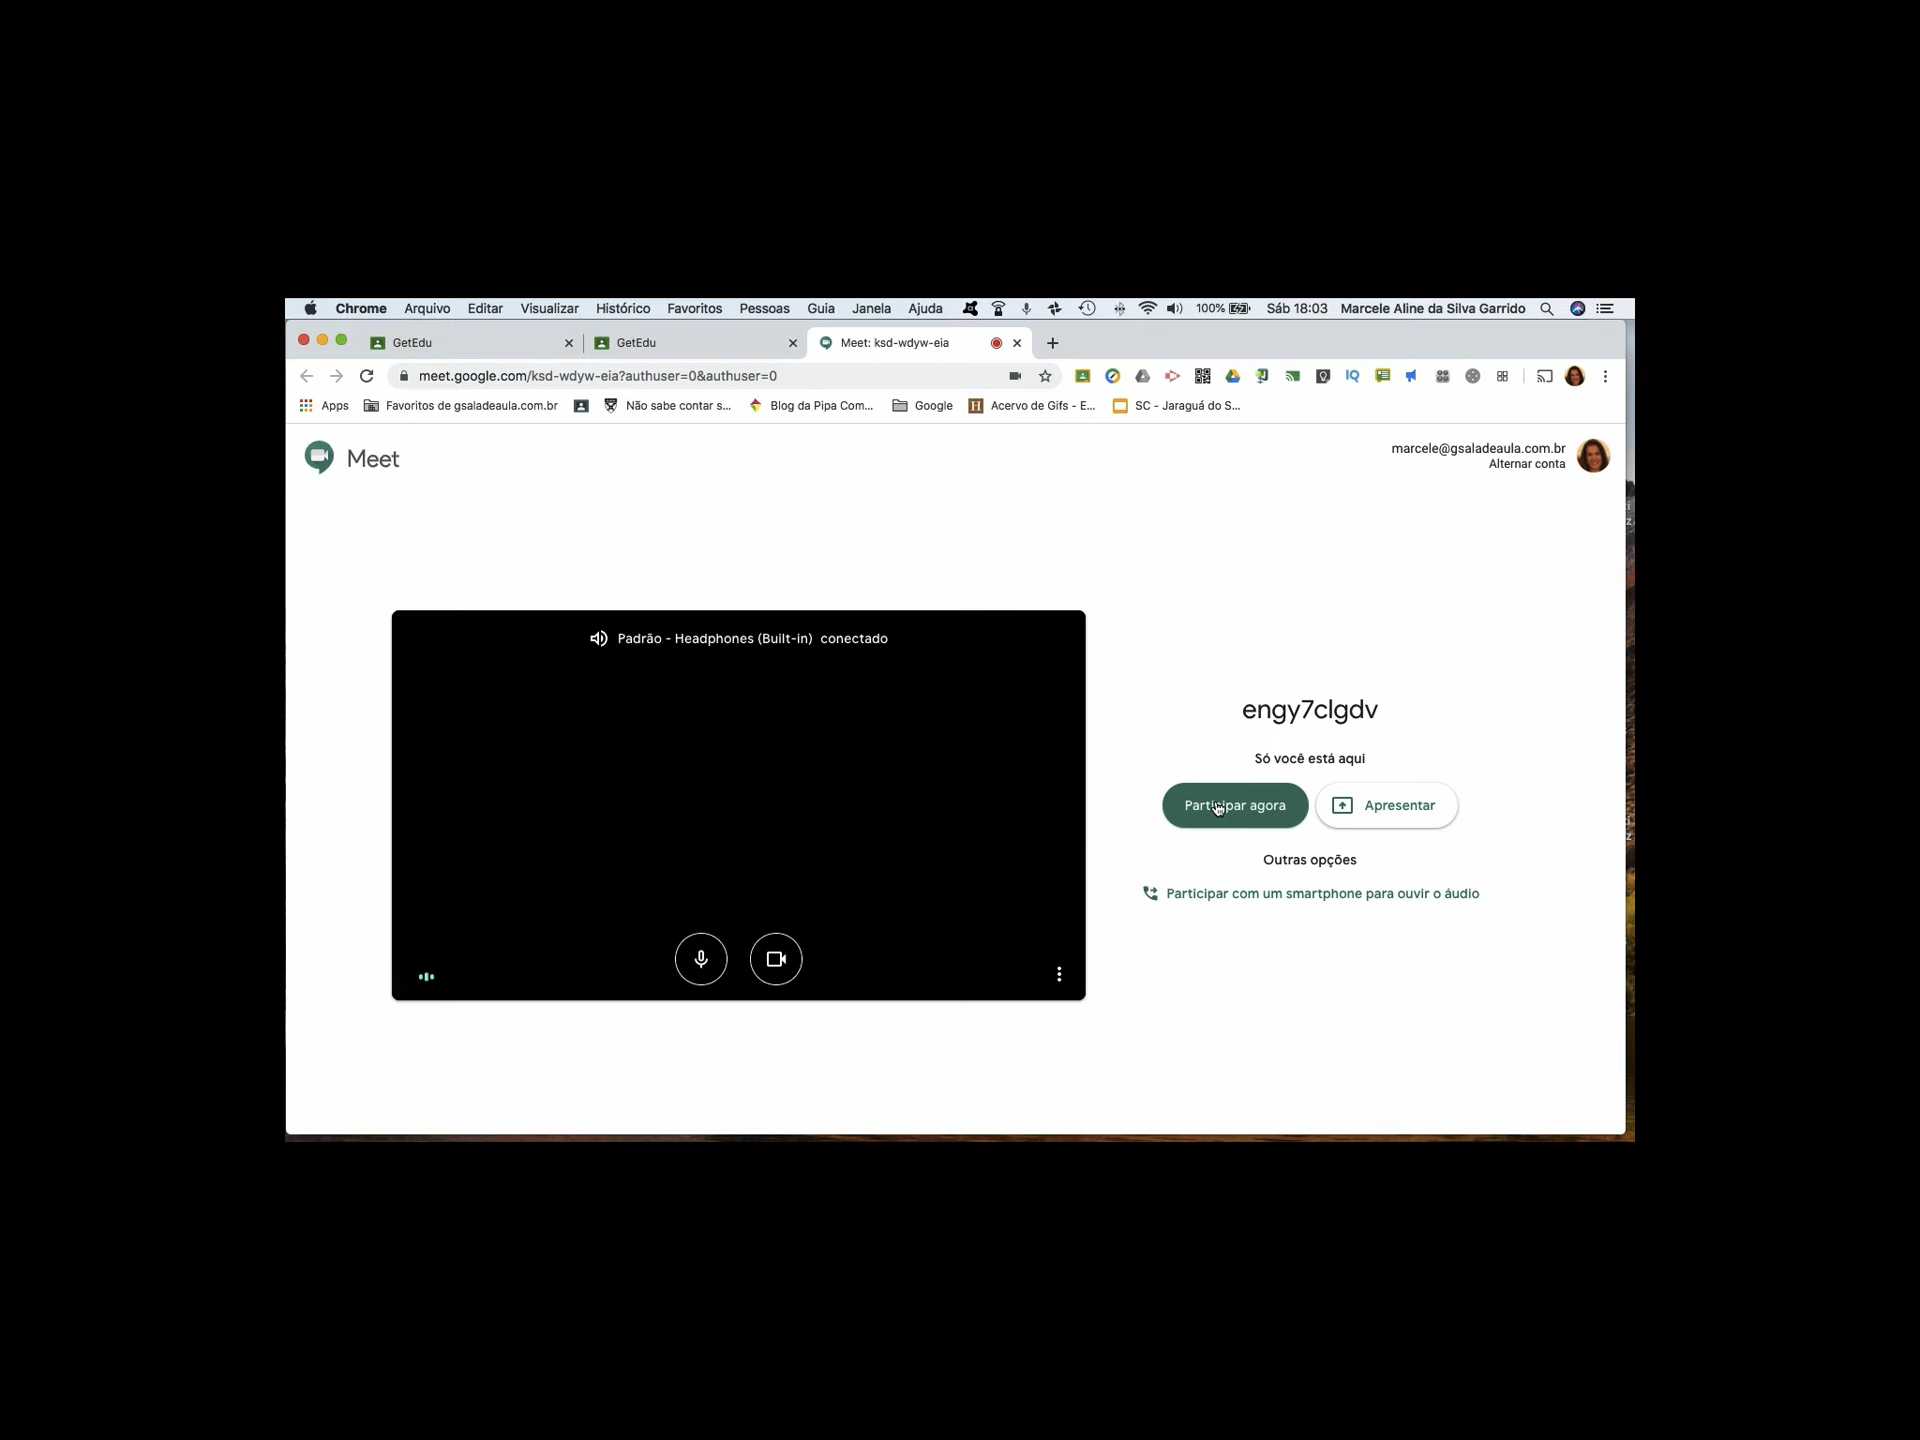 Chrome Arquivo Editar Visualizar Histórico Favoritos Pessoas Guia Janela Ajuda 100% Sáb 18:03 Marcele Aline da Silva Garrido
GetEdu GetEdu Meet: ksd-wdyw-eia
meet.google.com/ksd-wdyw-eia?authuser=0&authuser=0
Apps Favoritos de gsaladeaula.com.br Não sabe contar s... Blog da Pipa Com... Google Acervo de Gifs - E... SC - Jaraguá do S...
Meet
marcele@gsaladeaula.com.br
Alternar conta
Padrão - Headphones (Built-in) conectado
engy7clgdv
Só você está aqui
Participar agora Apresentar
Outras opções
Participar com um smartphone para ouvir o áudio